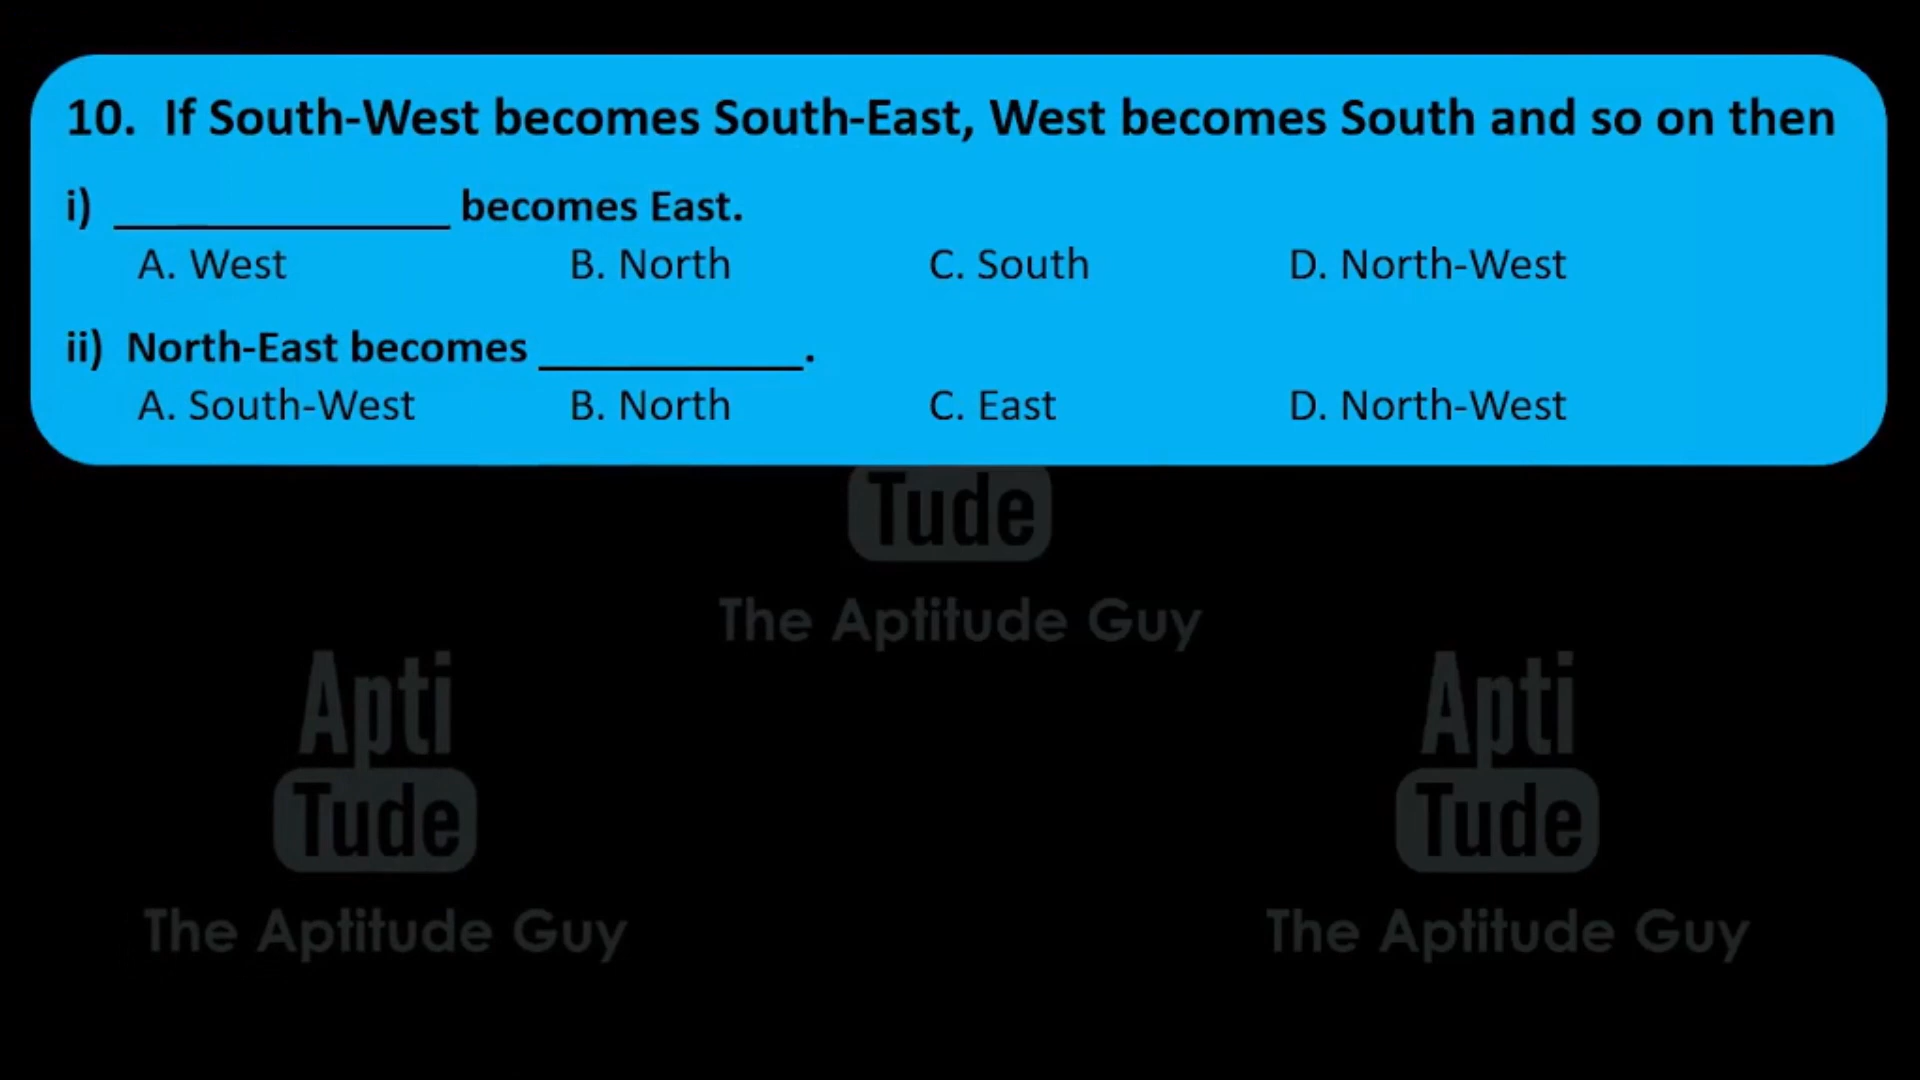 10. If South-West becomes South-East, West becomes South and so on then
i) ______________ becomes East.
A. West B. North C. South D. North-West
ii) North-East becomes ___________.
A. South-West B. North C. East D. North-West
Tude
The Aptitude Guy
Apti
Tude
The Aptitude Guy
Apti
Tude
The Aptitude Guy